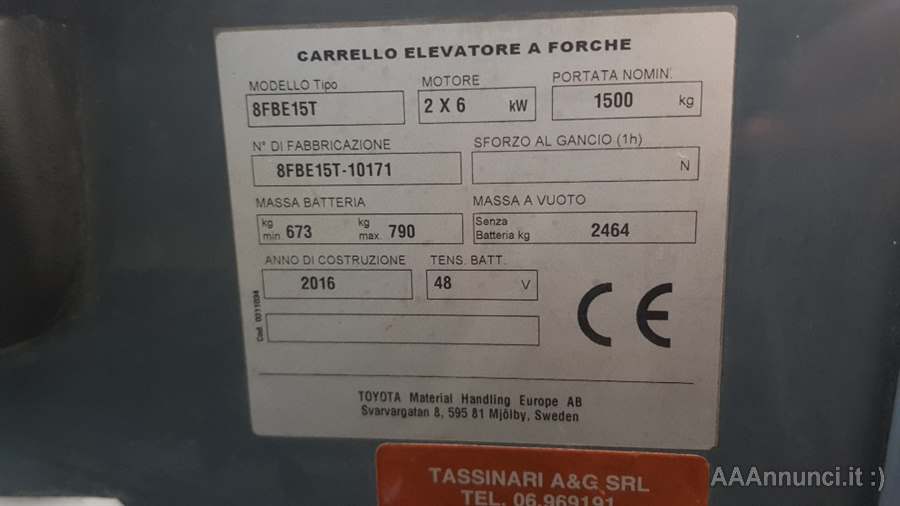 CARRELLO ELEVATORE A FORCHE
MODELLO Tipo
8FBE15T
MOTORE
2 X 6 kW
PORTATA NOMIN.
1500 kg
N° DI FABBRICAZIONE
8FBE15T-10171
SFORZO AL GANCIO (1h)
N
MASSA BATTERIA
kg min. 673 kg max. 790
MASSA A VUOTO
Senza Batteria kg 2464
ANNO DI COSTRUZIONE
2016
TENS. BATT.
48 V
CE
Cod. 0011034
TOYOTA Material Handling Europe AB
Svarvargatan 8, 595 81 Mjölby, Sweden
TASSINARI A&G SRL
TEL. 06.969191
AAAnnunci.it :)